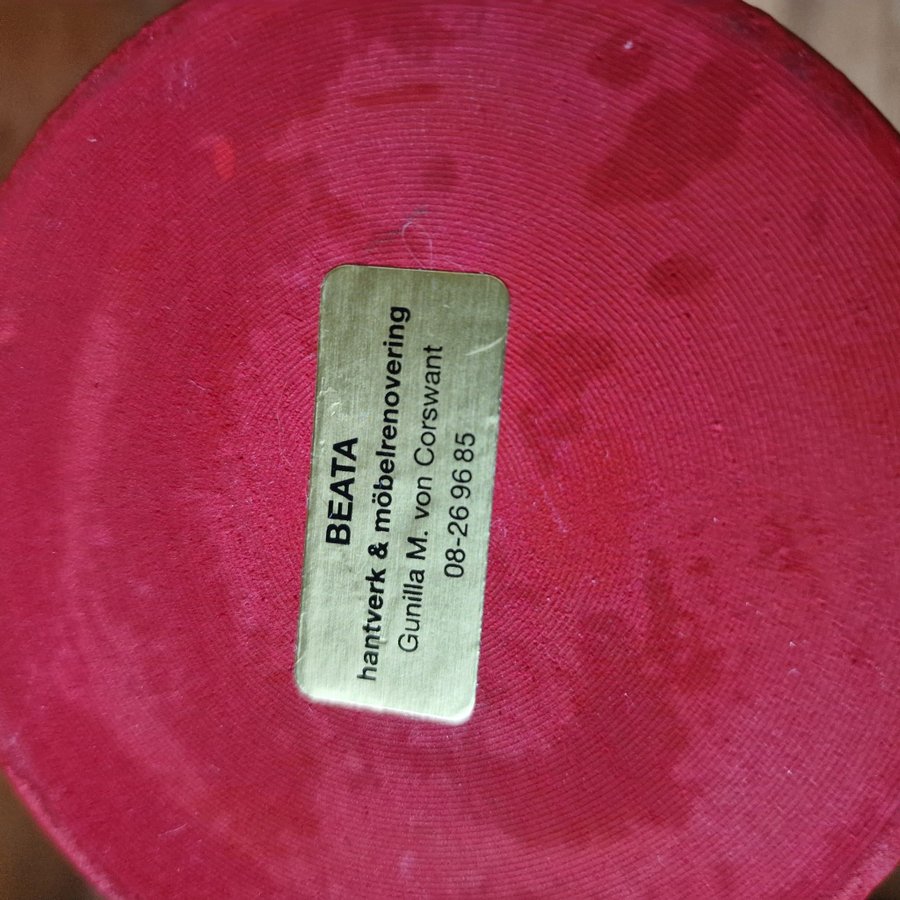 BEATA
hantverk & möbelrenovering
Gunilla M. von Corswant
08-26 96 85